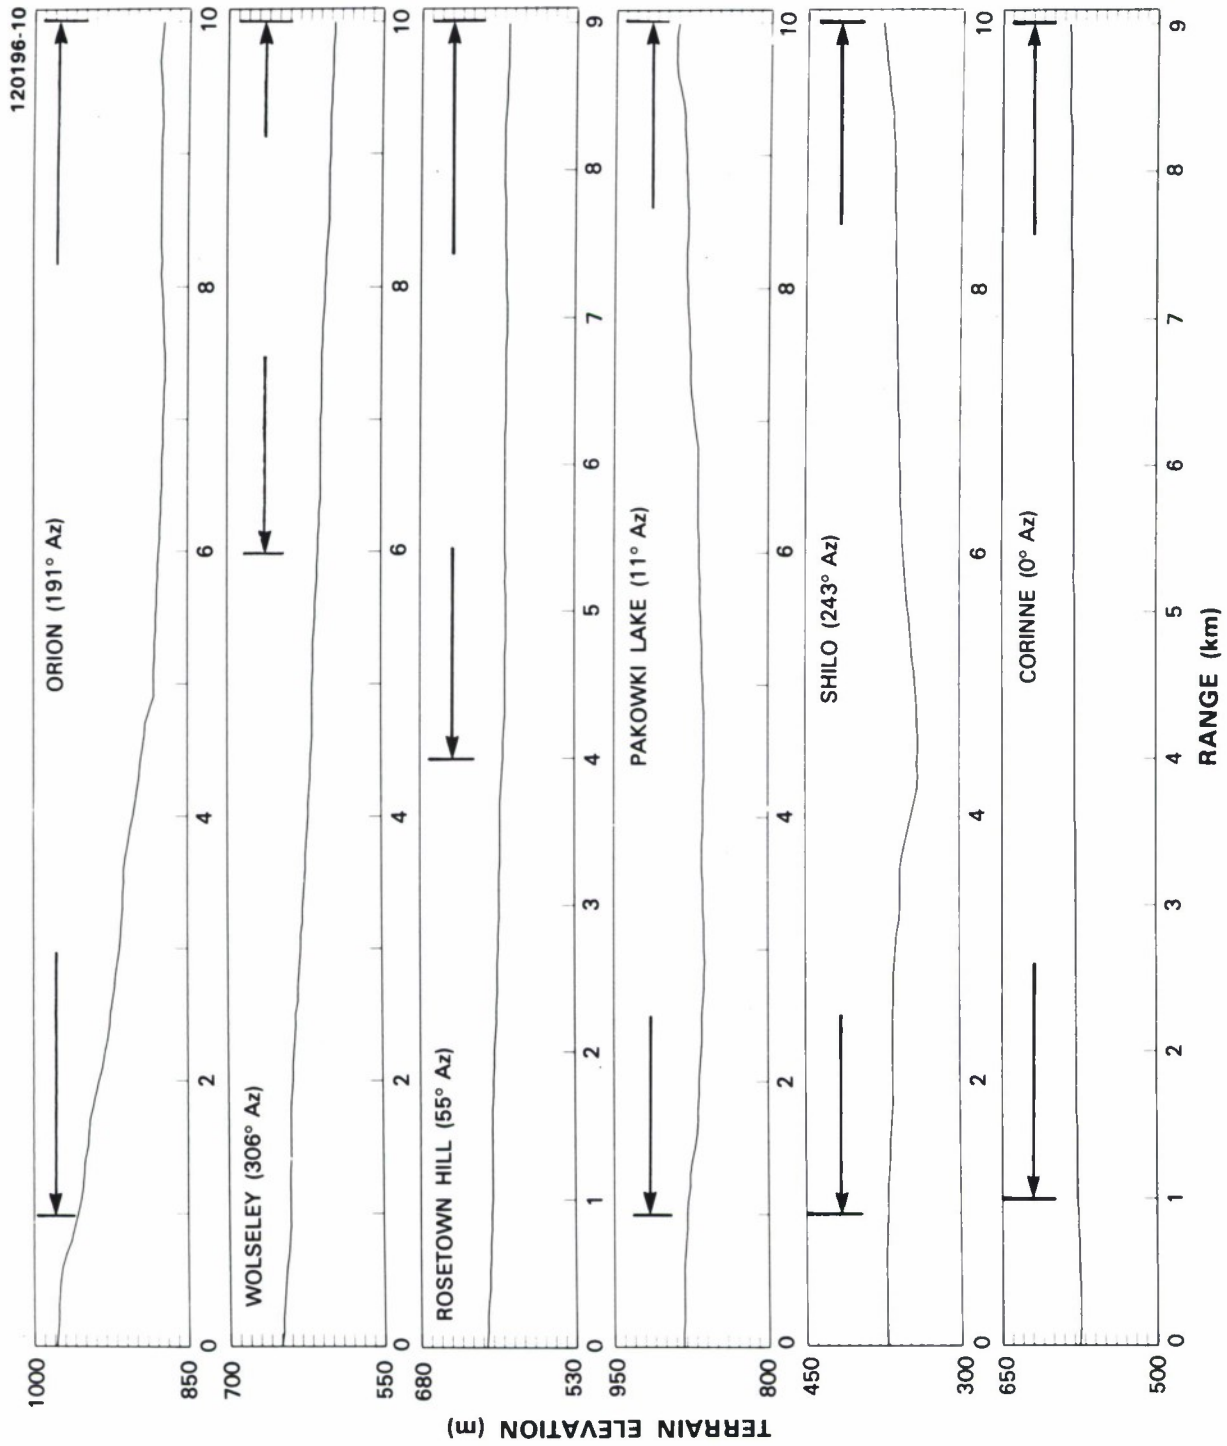 120196-10
ORION (191° Az)
1000
850
0 2 4 6 8 10
WOLSELEY (306° Az)
700
550
0 2 4 6 8 10
ROSETOWN HILL (55° Az)
680
530
0 1 2 3 4 5 6 7 8 9
PAKOWKI LAKE (11° Az)
950
800
0 2 4 6 8 10
SHILO (243° Az)
450
300
0 2 4 6 8 10
CORINNE (0° Az)
650
500
0 1 2 3 4 5 6 7 8 9
TERRAIN ELEVATION (m)
RANGE (km)